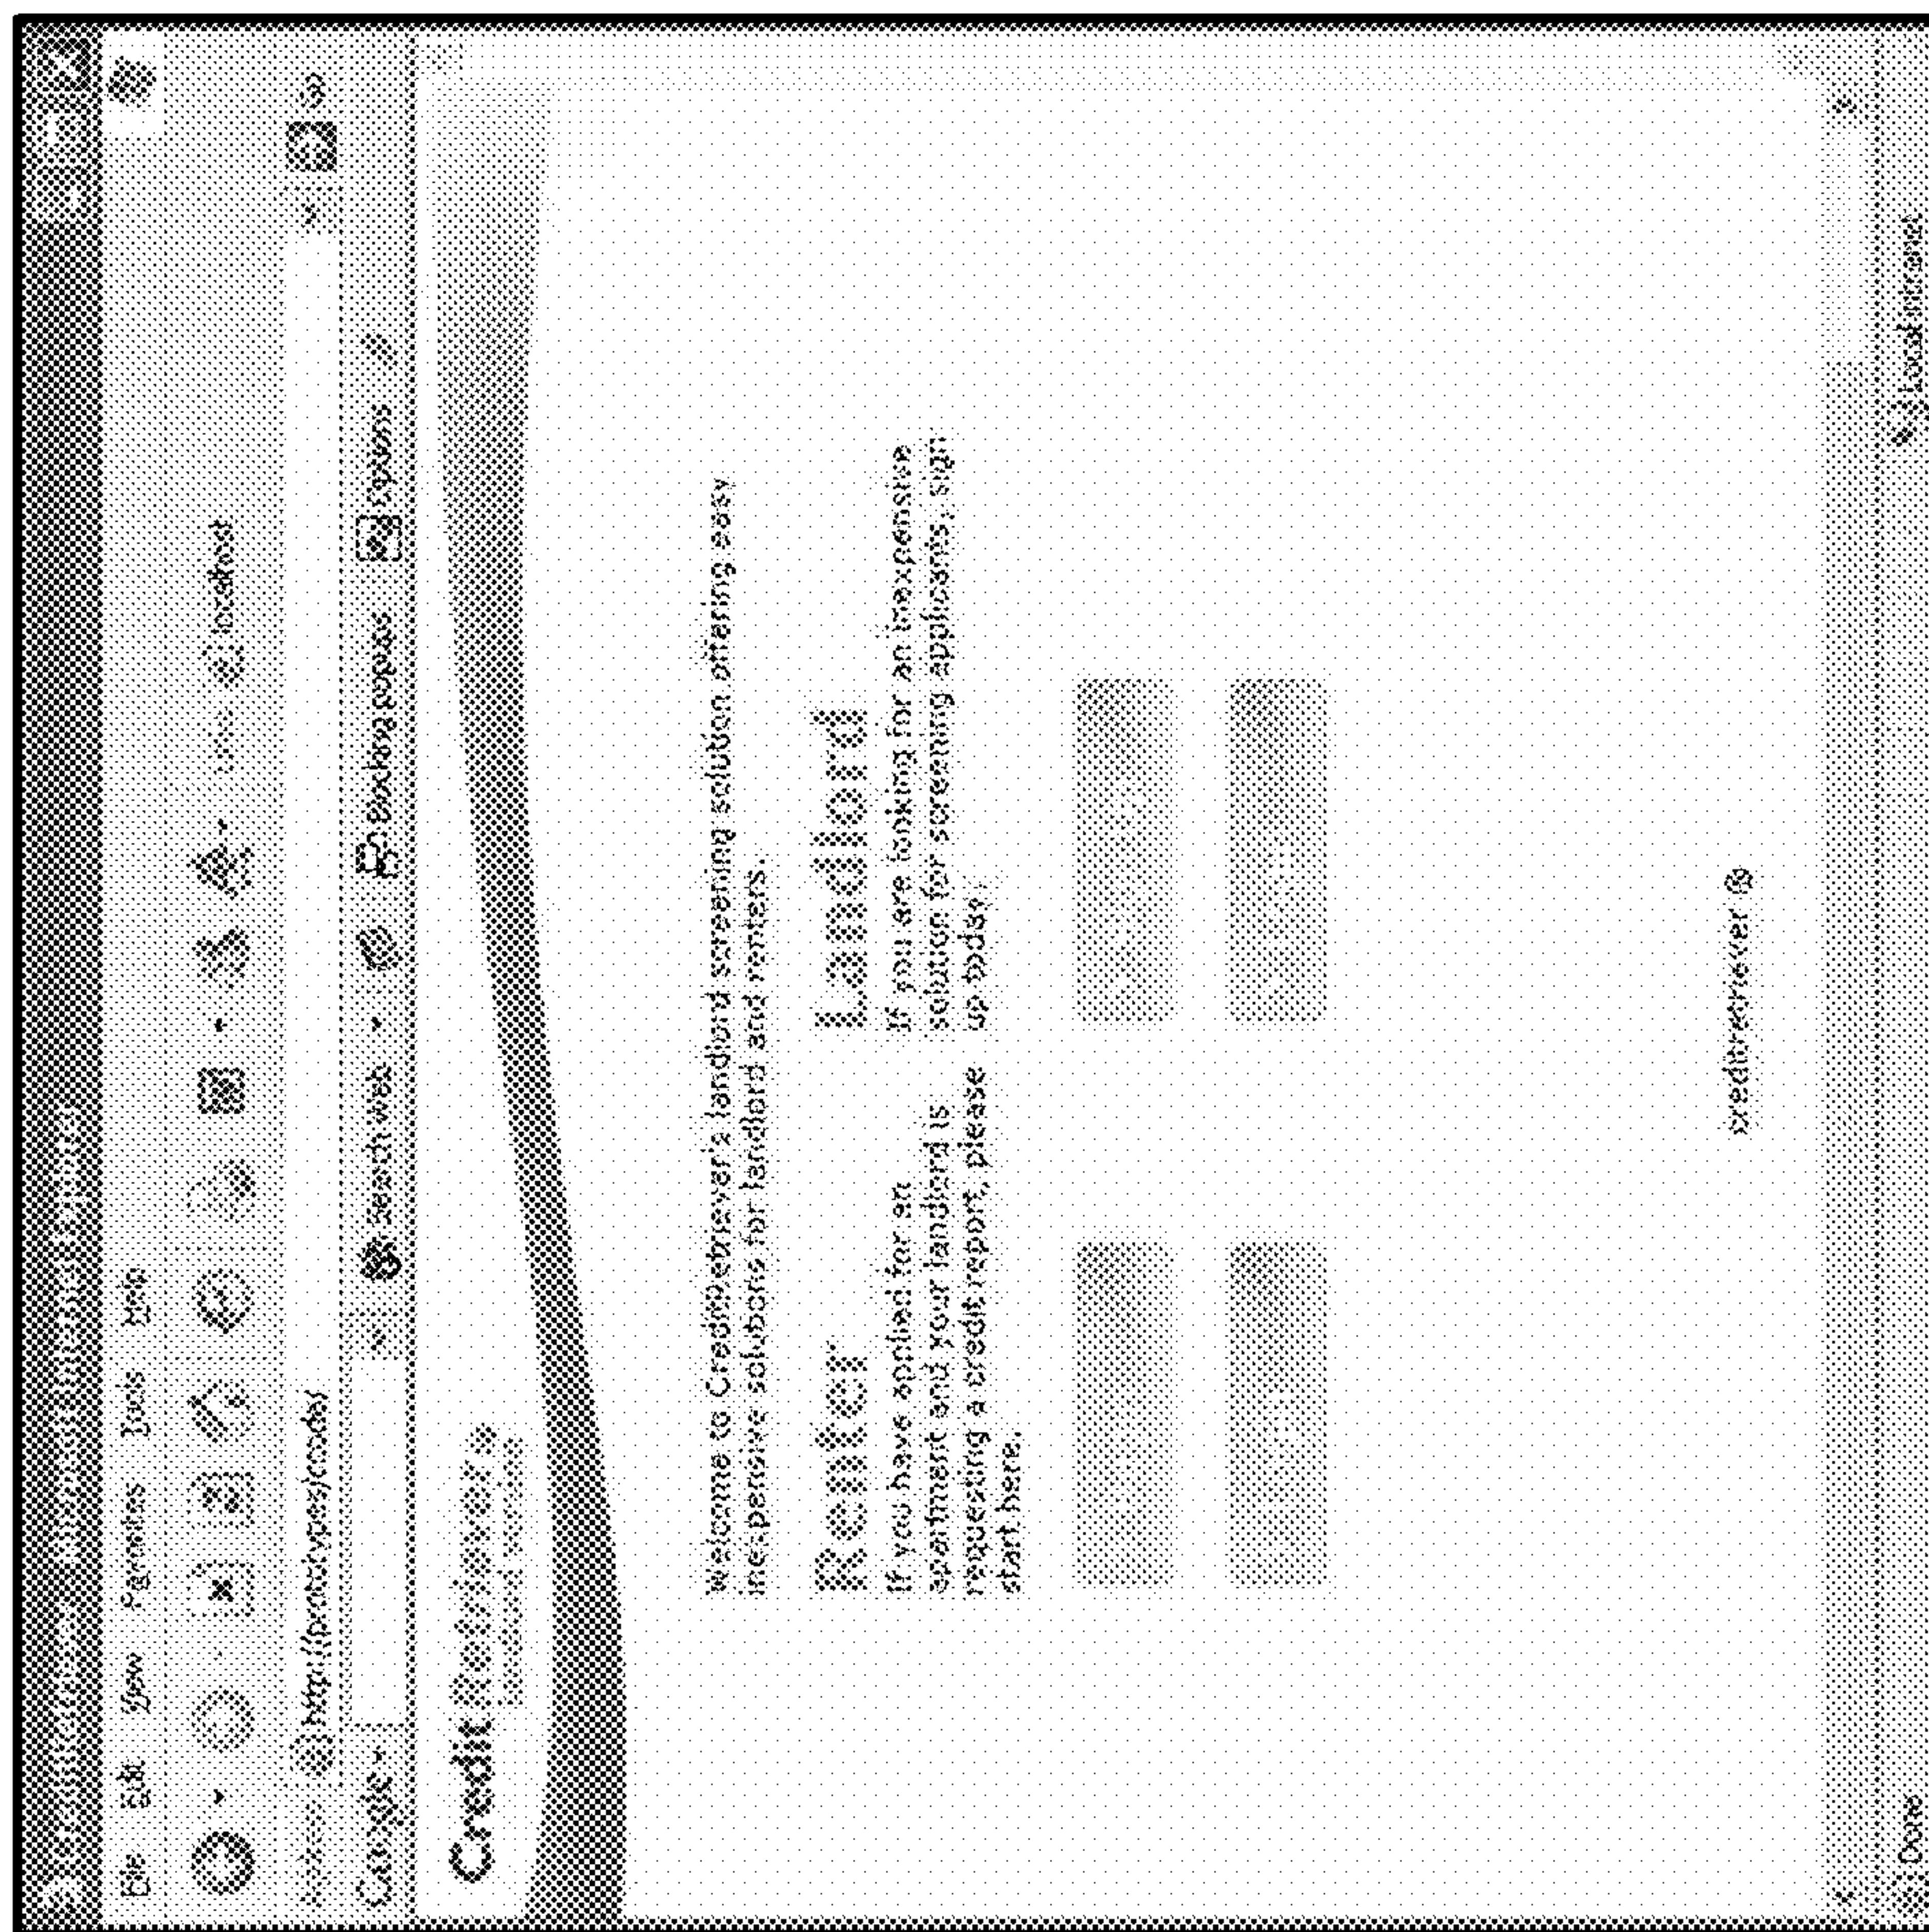 File Edit View Favorites Tools Help
localhost
http://prototypes/coda/
Google Search Web Blocking popups Options
Credit Retriever
Welcome to CreditRetriever's landlord screening solution offering easy
inexpensive solutions for landlord and renters.
Renter
If you have applied for an
apartment and your landlord is
requesting a credit report, please
start here.
Landlord
If you are looking for an inexpensive
solution for screening applicants, sign
up today.
creditretriever ®
Done
Local intranet